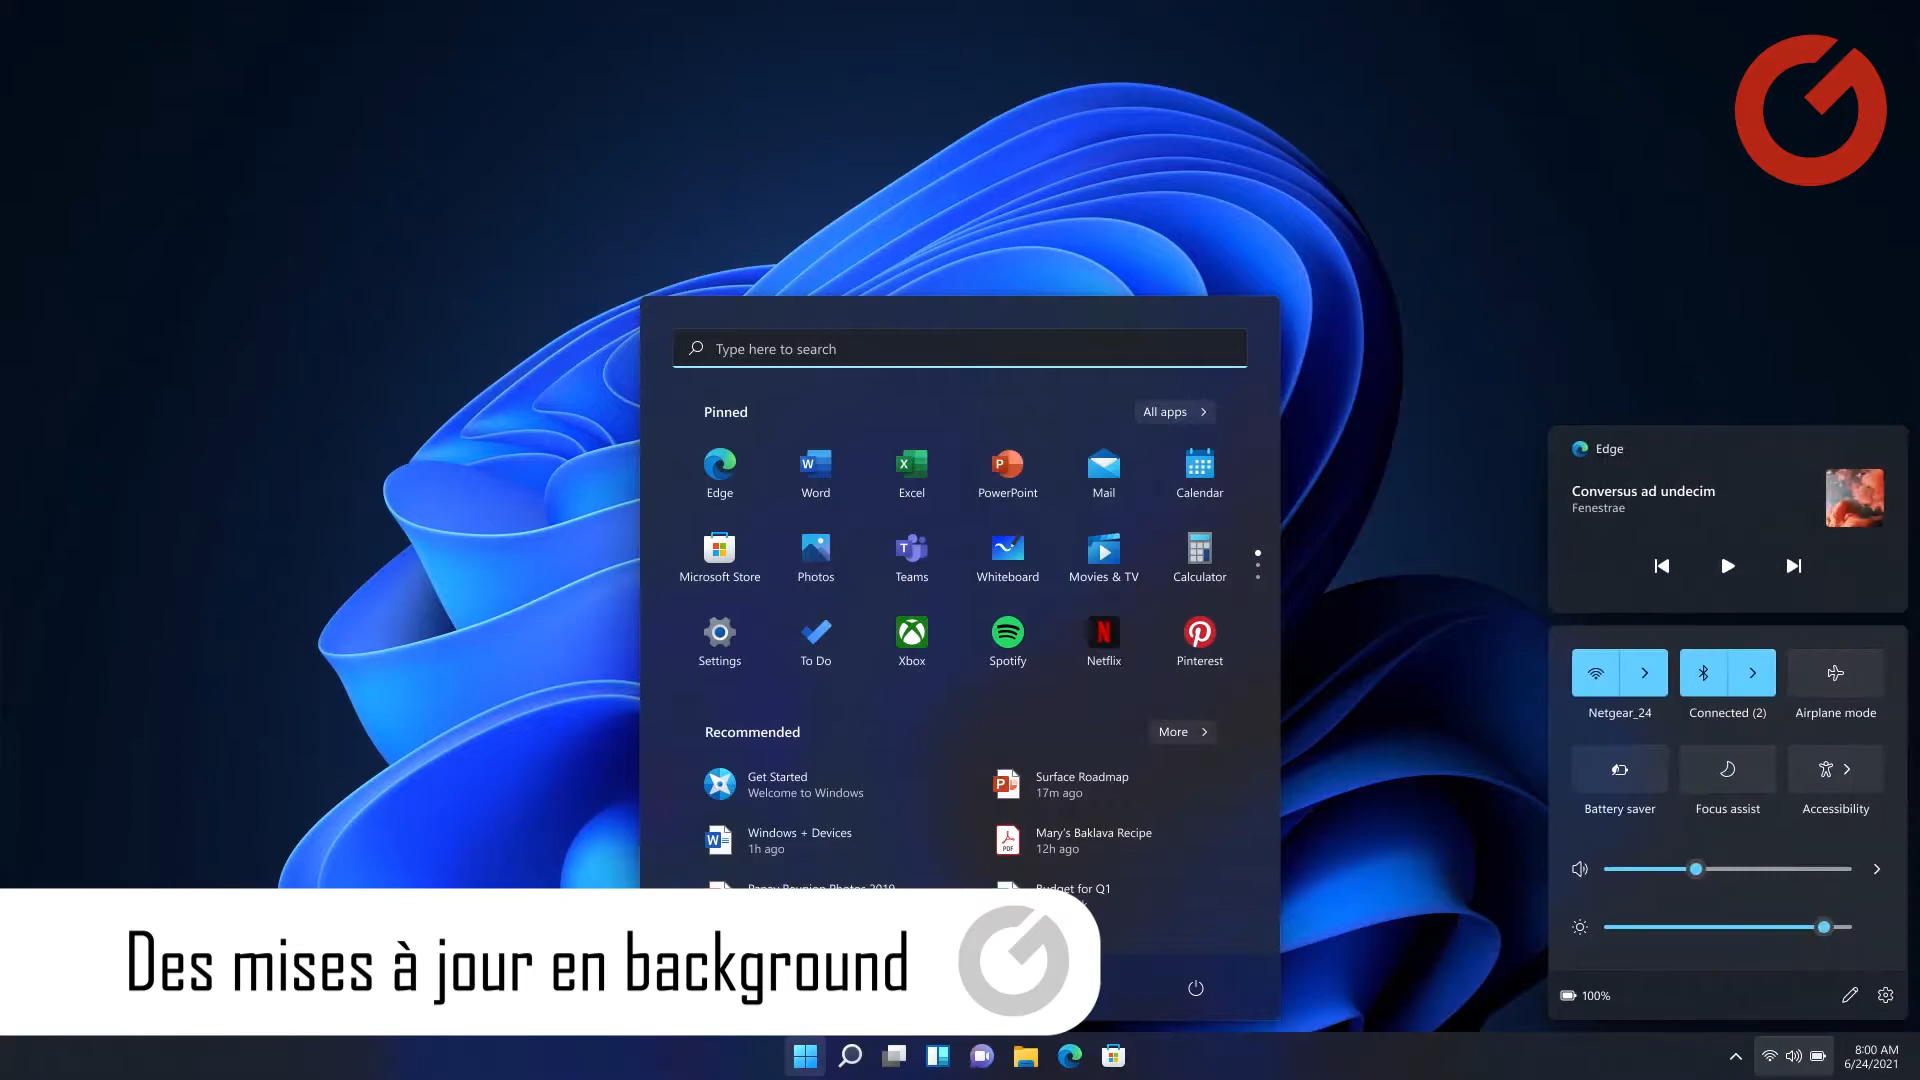 Type here to search
Pinned
All apps
Edge
Word
Excel
PowerPoint
Mail
Calendar
Microsoft Store
Photos
Teams
Whiteboard
Movies & TV
Calculator
Settings
To Do
Xbox
Spotify
Netflix
Pinterest
Recommended
More
Get Started
Welcome to Windows
Surface Roadmap
17m ago
Windows + Devices
1h ago
Mary's Baklava Recipe
12h ago
Budget for Q1
Des mises à jour en background
Edge
Conversus ad undecim
Fenestrae
Netgear_24
Connected (2)
Airplane mode
Battery saver
Focus assist
Accessibility
100%
8:00 AM
6/24/2021